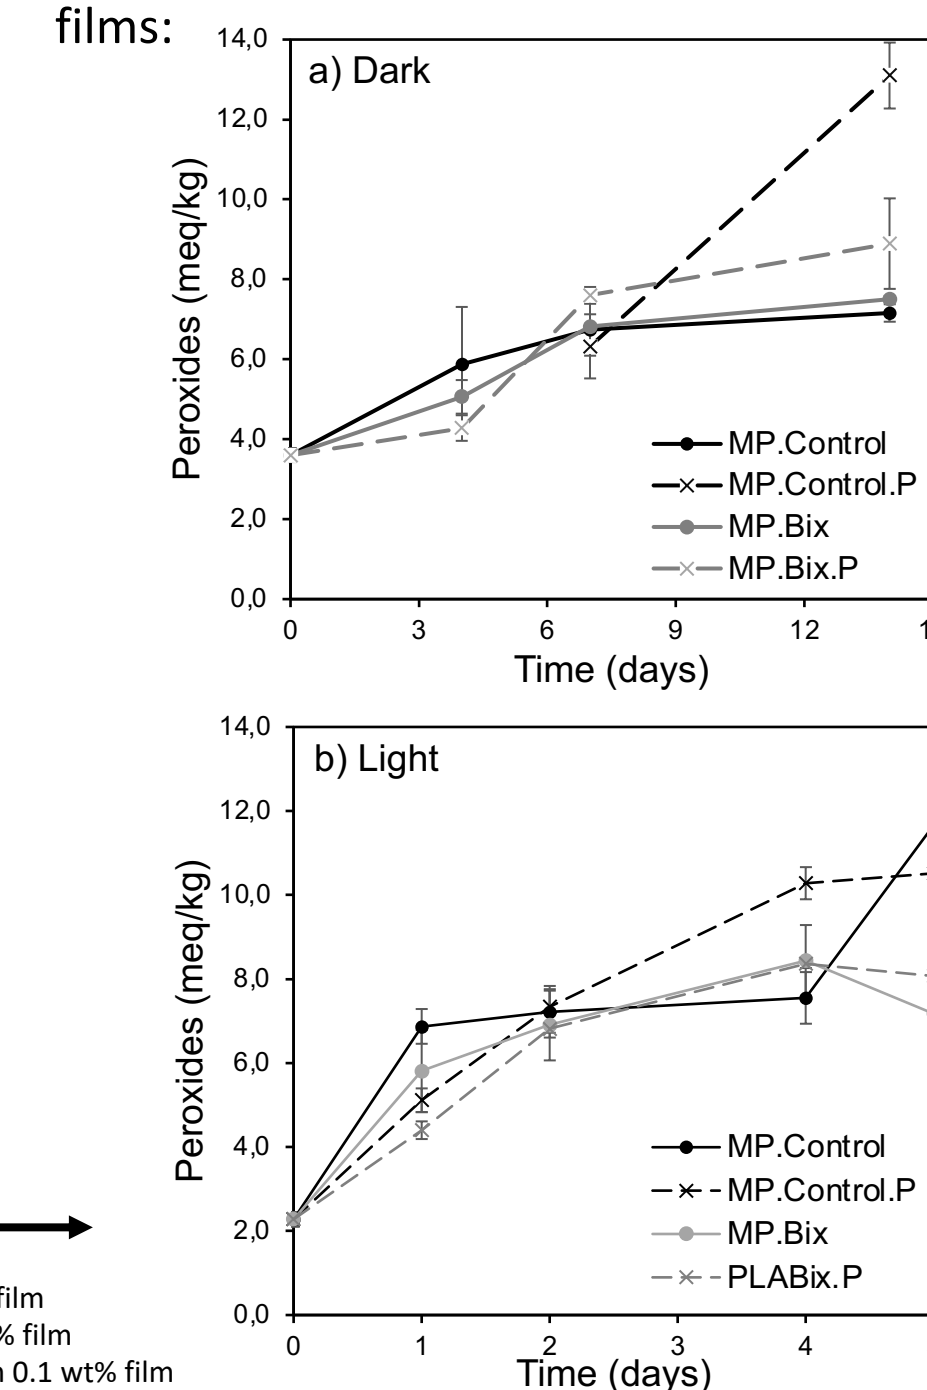 films:
14,0
12,0
10,0
8,0
6,0
4,0
2,0
0,0
Peroxides (meq/kg)
a) Dark
MP.Control
MP.Control.P
MP.Bix
MP.Bix.P
0 3 6 9 12 1
Time (days)
14,0
12,0
10,0
8,0
6,0
4,0
2,0
0,0
Peroxides (meq/kg)
b) Light
MP.Control
MP.Control.P
MP.Bix
PLABix.P
0 1 2 3 4
Time (days)
film
% film
0.1 wt% film